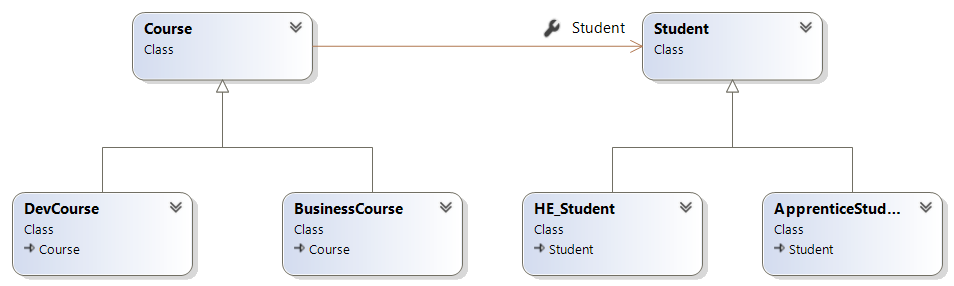 Course
Class
Student
Student
Class
DevCourse
Class
Course
BusinessCourse
Class
Course
HE_Student
Class
Student
ApprenticeStud...
Class
Student